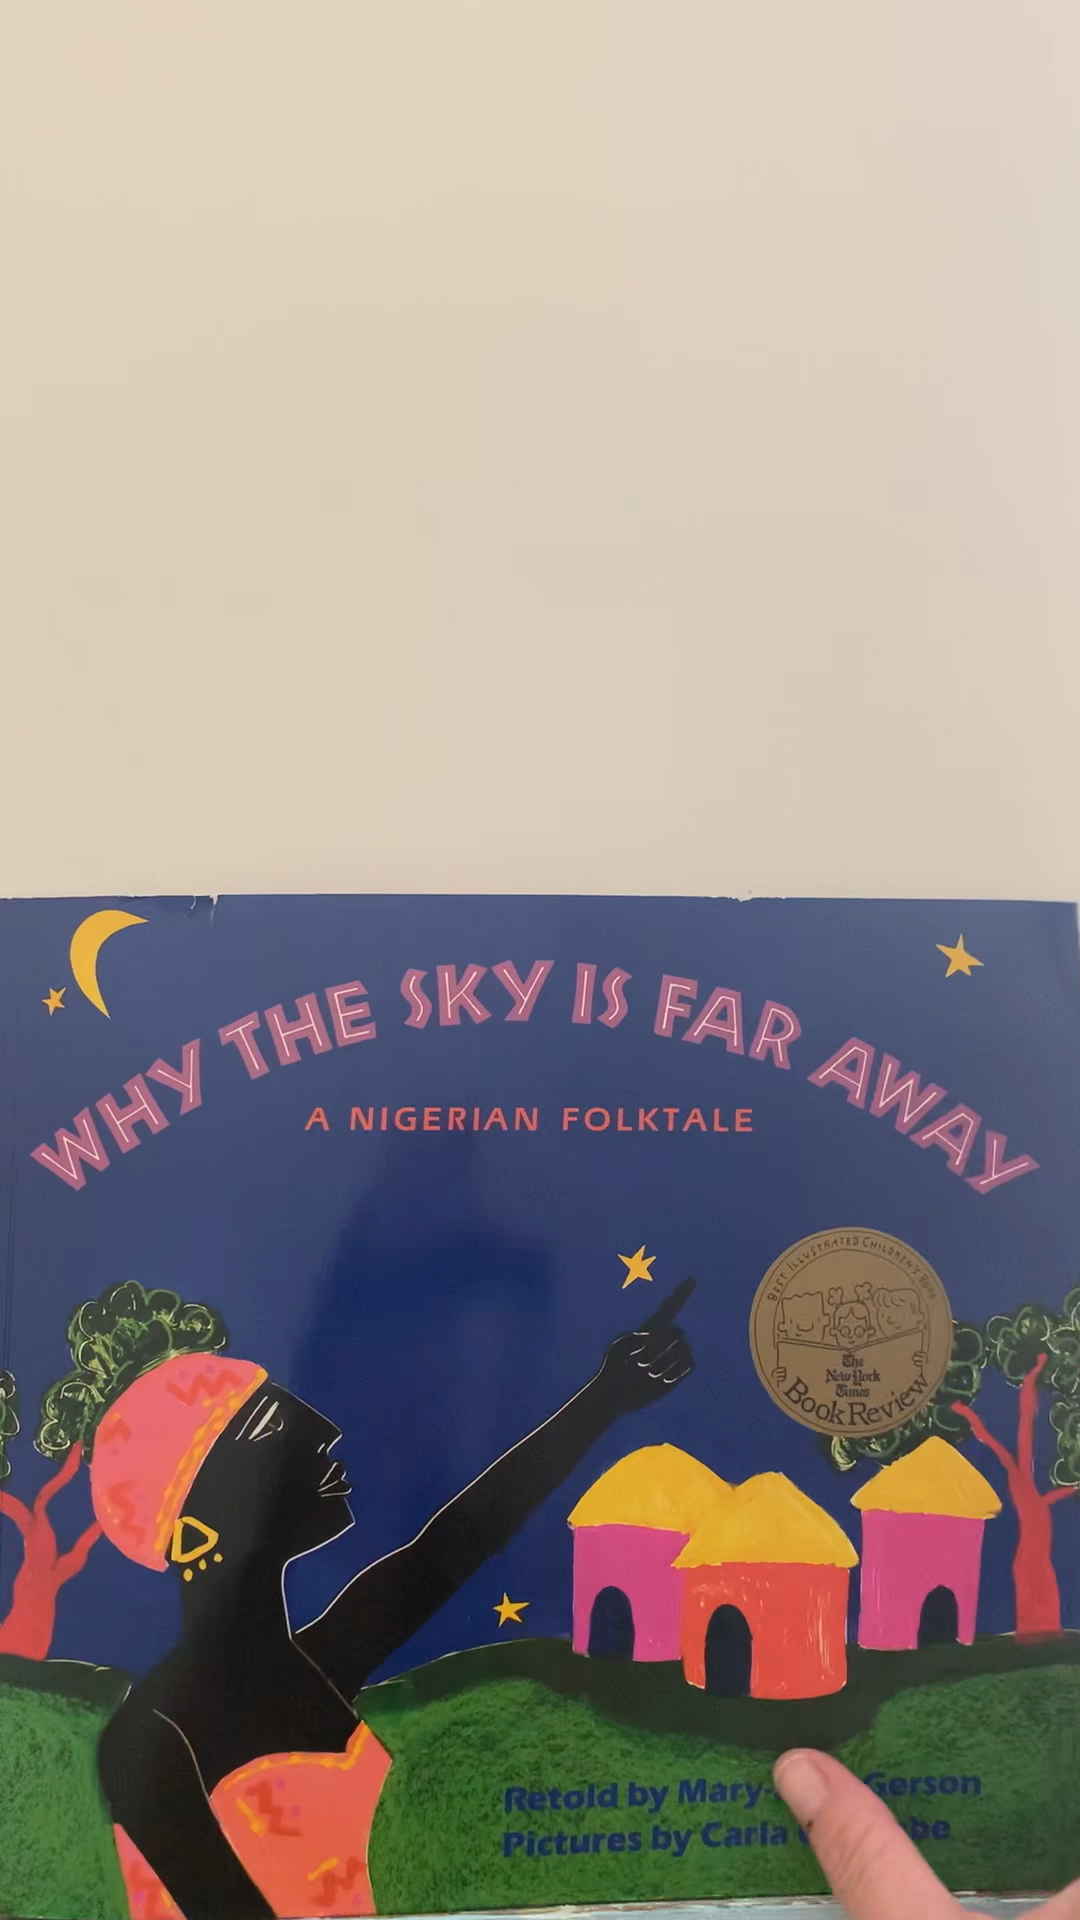 WHY THE SKY IS FAR AWAY
A NIGERIAN FOLKTALE
BEST ILLUSTRATED CHILDREN'S BOOK
The
New York
Times
Book Review
Retold by Mary- Gerson
Pictures by Carla